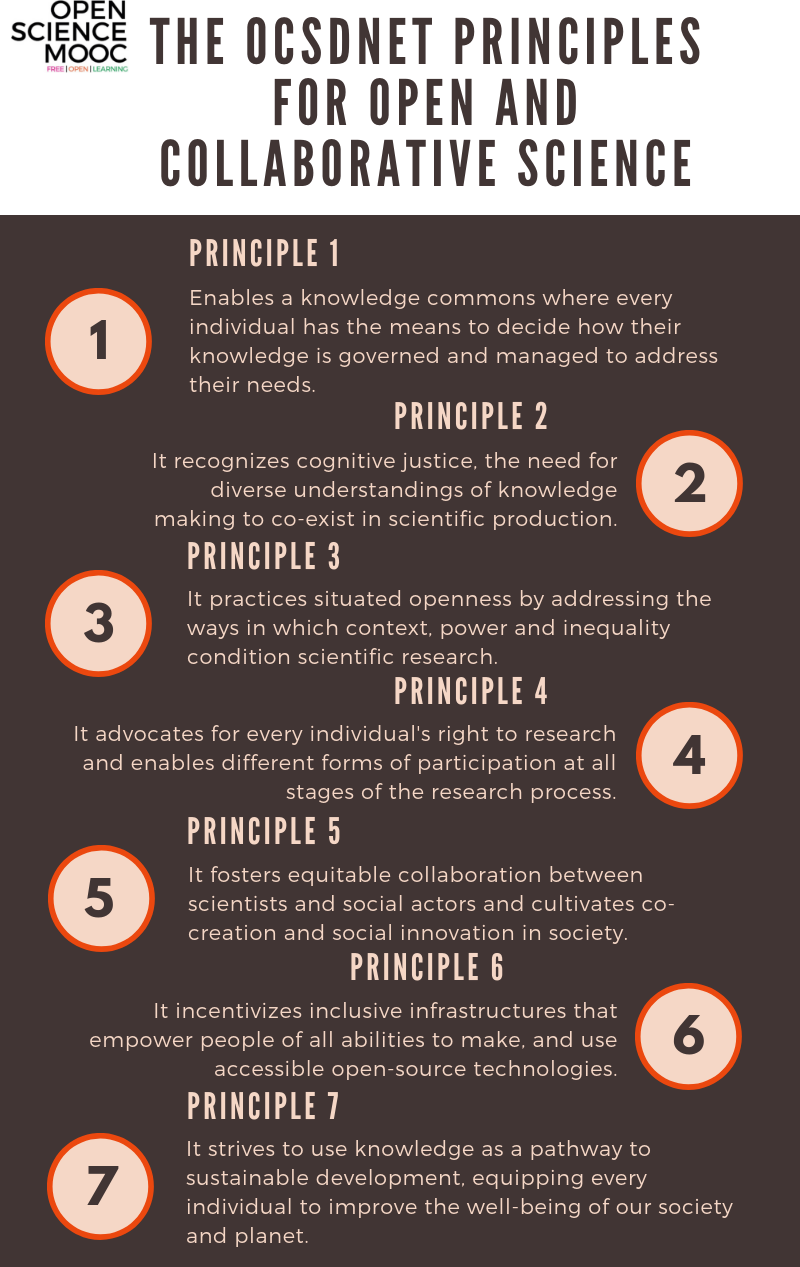 OPEN
SCIENCE
MOOC
FREE | OPEN | LEARNING
THE OCSDNET PRINCIPLES
FOR OPEN AND
COLLABORATIVE SCIENCE
PRINCIPLE 1
1
Enables a knowledge commons where every
individual has the means to decide how their
knowledge is governed and managed to address
their needs.
PRINCIPLE 2
It recognizes cognitive justice, the need for
diverse understandings of knowledge
making to co-exist in scientific production.
2
PRINCIPLE 3
3
It practices situated openness by addressing the
ways in which context, power and inequality
condition scientific research.
PRINCIPLE 4
It advocates for every individual's right to research
and enables different forms of participation at all
stages of the research process.
4
PRINCIPLE 5
5
It fosters equitable collaboration between
scientists and social actors and cultivates co-
creation and social innovation in society.
PRINCIPLE 6
It incentivizes inclusive infrastructures that
empower people of all abilities to make, and use
accessible open-source technologies.
6
PRINCIPLE 7
7
It strives to use knowledge as a pathway to
sustainable development, equipping every
individual to improve the well-being of our society
and planet.